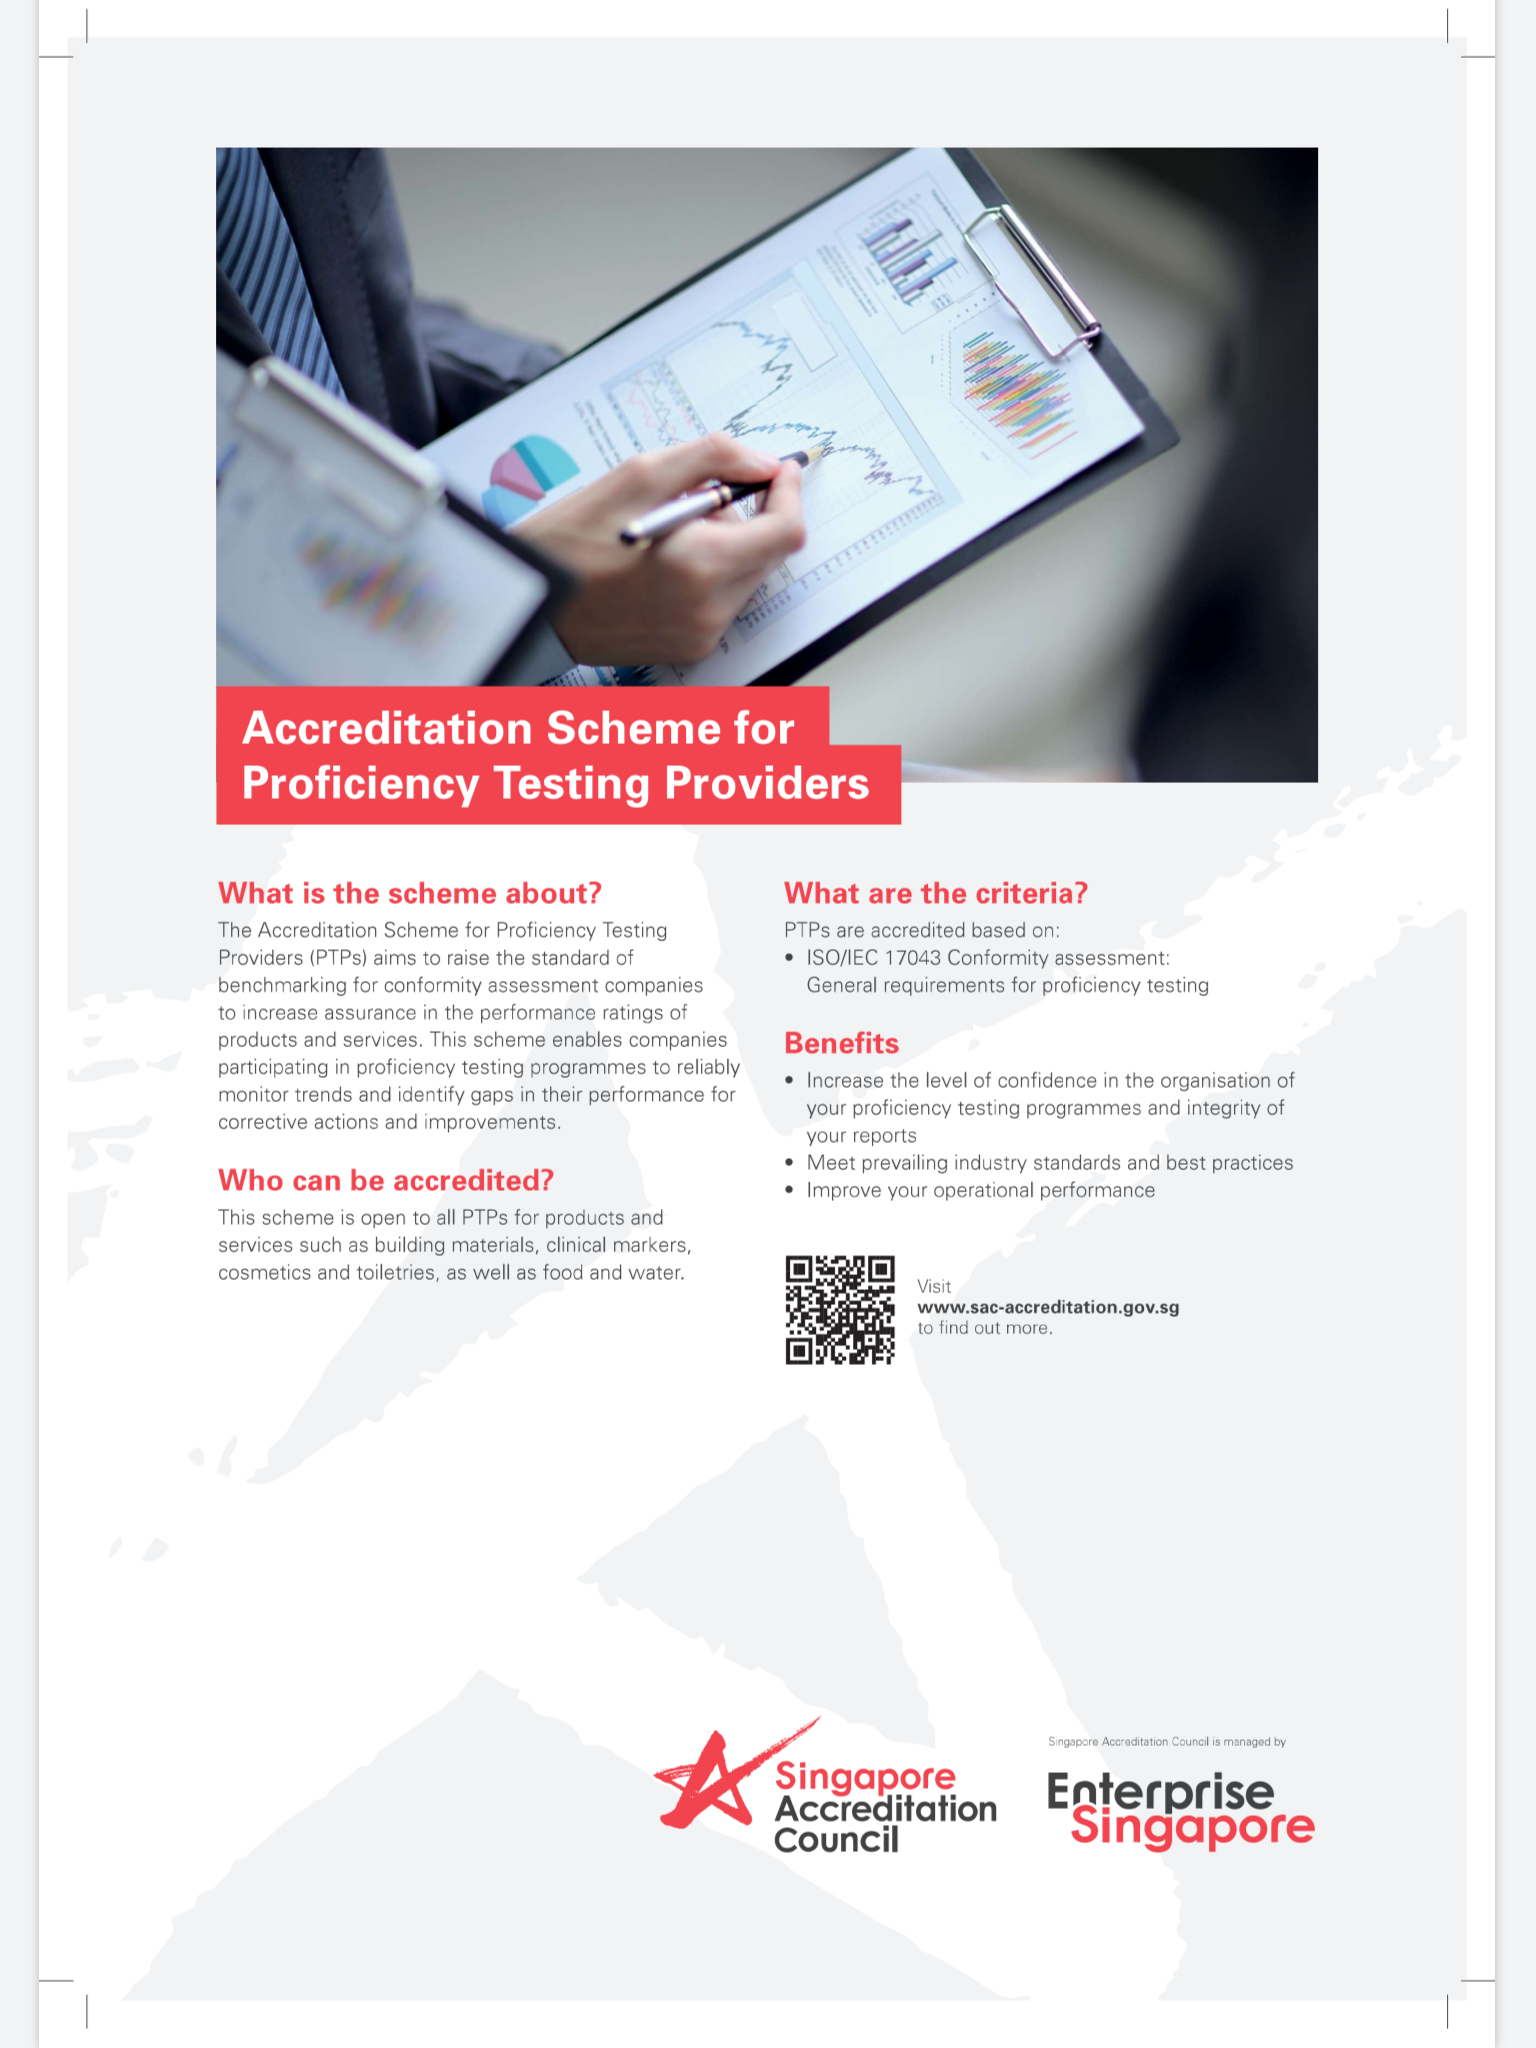 Accreditation Scheme for
Proficiency Testing Providers
What is the scheme about?
The Accreditation Scheme for Proficiency Testing
Providers (PTPs) aims to raise the standard of
benchmarking for conformity assessment companies
to increase assurance in the performance ratings of
products and services. This scheme enables companies
participating in proficiency testing programmes to reliably
monitor trends and identify gaps in their performance for
corrective actions and improvements.
Who can be accredited?
This scheme is open to all PTPs for products and
services such as building materials, clinical markers,
cosmetics and toiletries, as well as food and water.
What are the criteria?
PTPs are accredited based on:
• ISO/IEC 17043 Conformity assessment:
General requirements for proficiency testing
Benefits
• Increase the level of confidence in the organisation of
your proficiency testing programmes and integrity of
your reports
• Meet prevailing industry standards and best practices
• Improve your operational performance
Visit
www.sac-accreditation.gov.sg
to find out more.
Singapore
Accreditation
Council
Singapore Accreditation Council is managed by
Enterprise
Singapore